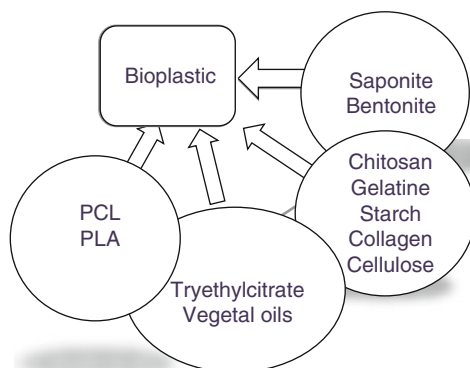 Bioplastic
Saponite
Bentonite
Chitosan
Gelatine
Starch
Collagen
Cellulose
PCL
PLA
Tryethylcitrate
Vegetal oils